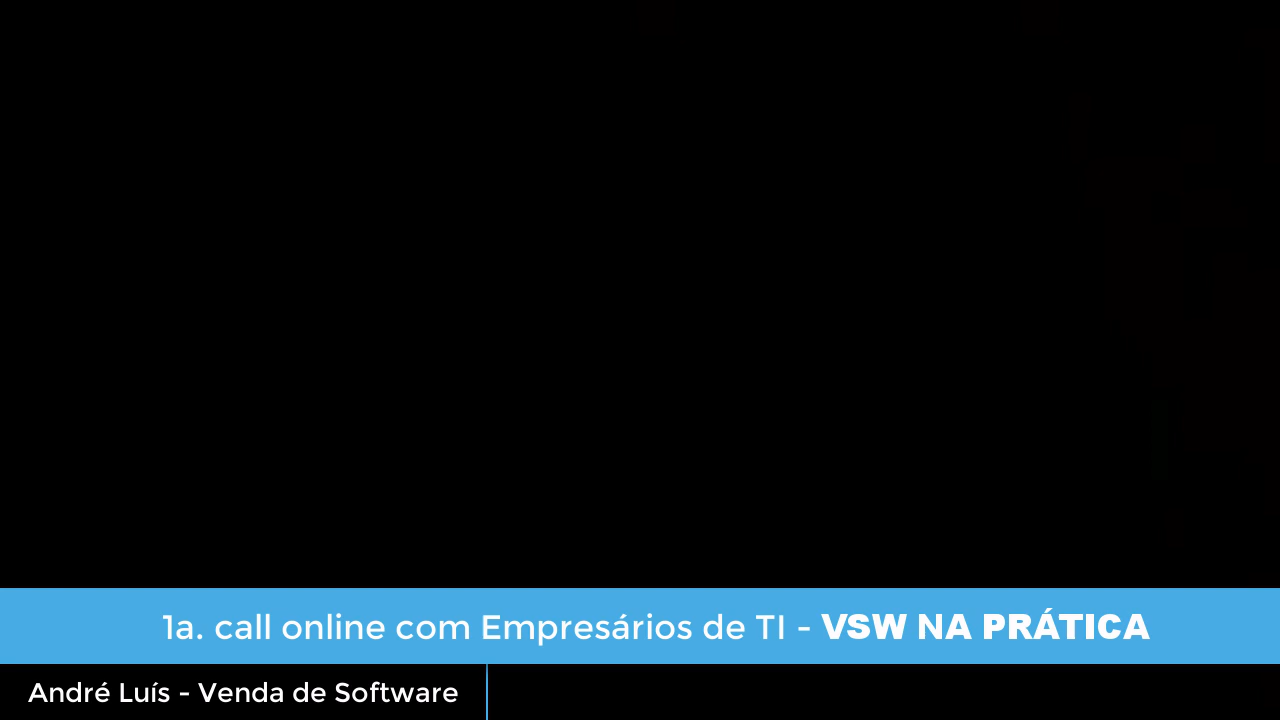 1a. call online com Empresários de TI - VSW NA PRÁTICA
André Luís - Venda de Software